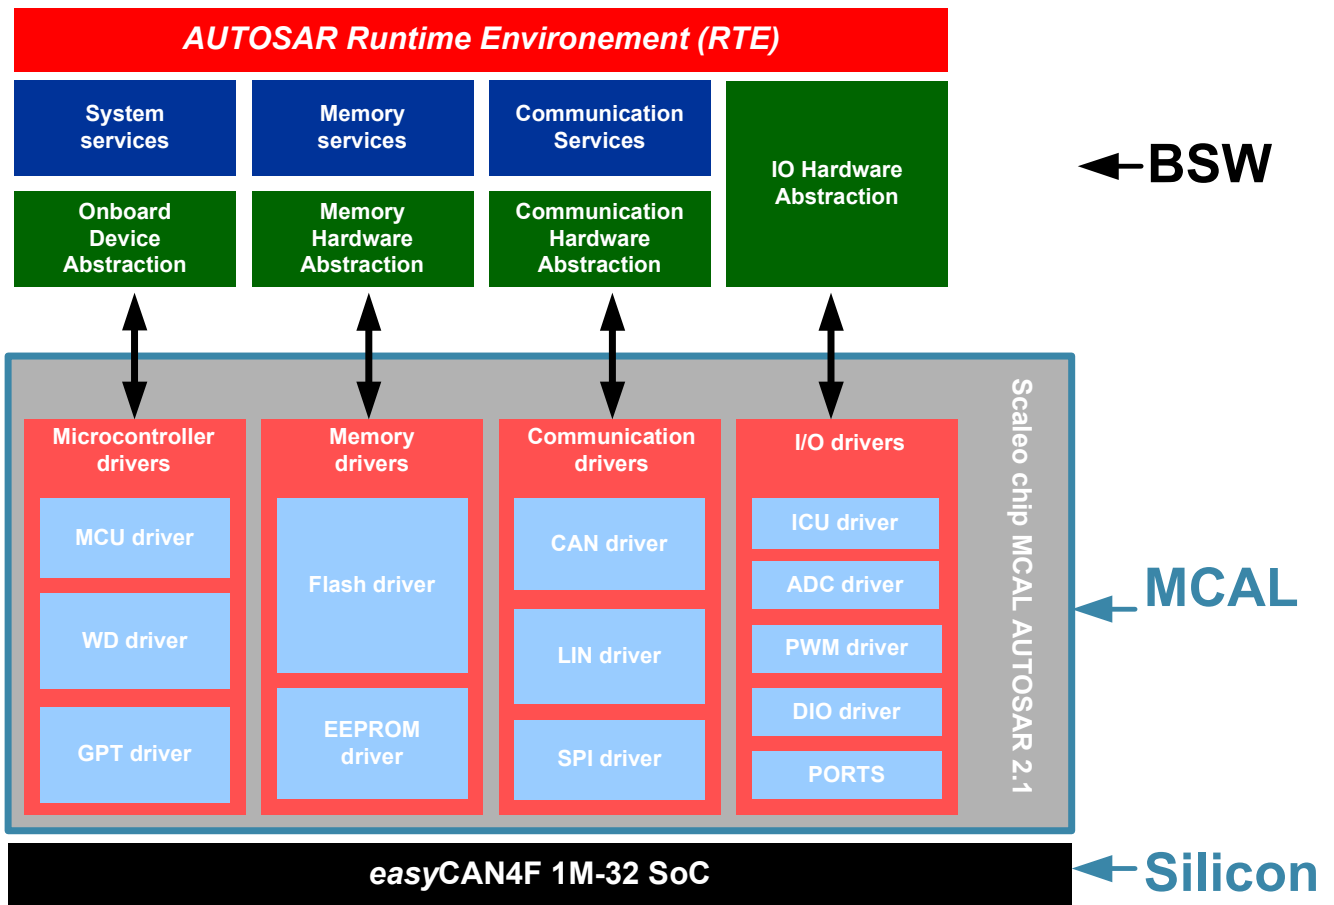 AUTOSAR Runtime Environement (RTE)
System
services
Memory
services
Communication
Services
IO Hardware
Abstraction
BSW
Onboard
Device
Abstraction
Memory
Hardware
Abstraction
Communication
Hardware
Abstraction
Scaleo chip MCAL AUTOSAR 2.1
Microcontroller
drivers
MCU driver
WD driver
GPT driver
Memory
drivers
Flash driver
EEPROM
driver
Communication
drivers
CAN driver
LIN driver
SPI driver
I/O drivers
ICU driver
ADC driver
PWM driver
DIO driver
PORTS
MCAL
easyCAN4F 1M-32 SoC
Silicon